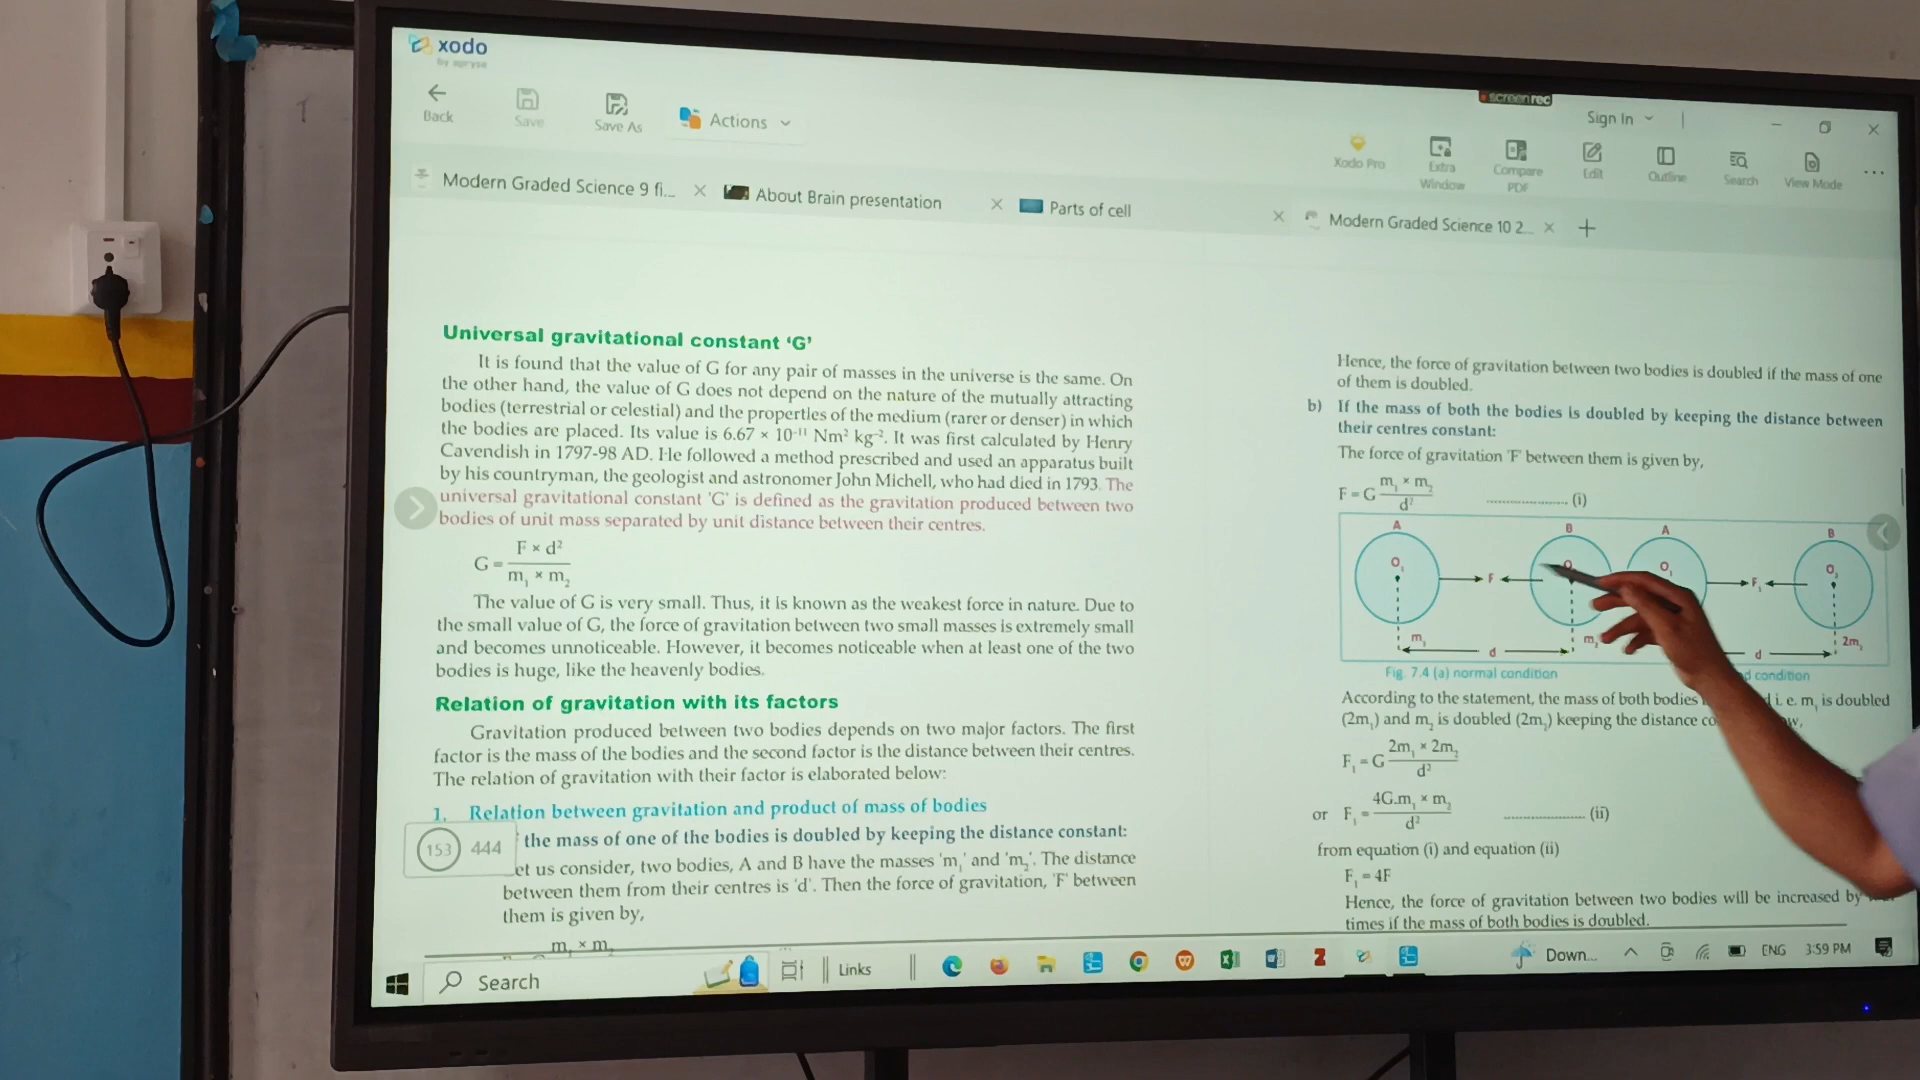 xodo
by apryse
screenrec
Back
Save
Save As
Actions
Sign In
Xodo Pro
Extra Window
Compare PDF
Edit
Outline
Search
View Mode
Modern Graded Science 9 fi...
About Brain presentation
Parts of cell
Modern Graded Science 10 2...
Universal gravitational constant ‘G’
It is found that the value of G for any pair of masses in the universe is the same. On
the other hand, the value of G does not depend on the nature of the mutually attracting
bodies (terrestrial or celestial) and the properties of the medium (rarer or denser) in which
the bodies are placed. Its value is 6.67 × 10⁻¹¹ Nm² kg⁻². It was first calculated by Henry
Cavendish in 1797-98 AD. He followed a method prescribed and used an apparatus built
by his countryman, the geologist and astronomer John Michell, who had died in 1793. The
universal gravitational constant 'G' is defined as the gravitation produced between two
bodies of unit mass separated by unit distance between their centres.
G = F × d² / m₁ × m₂
The value of G is very small. Thus, it is known as the weakest force in nature. Due to
the small value of G, the force of gravitation between two small masses is extremely small
and becomes unnoticeable. However, it becomes noticeable when at least one of the two
bodies is huge, like the heavenly bodies.
Relation of gravitation with its factors
Gravitation produced between two bodies depends on two major factors. The first
factor is the mass of the bodies and the second factor is the distance between their centres.
The relation of gravitation with their factor is elaborated below:
1. Relation between gravitation and product of mass of bodies
the mass of one of the bodies is doubled by keeping the distance constant:
et us consider, two bodies, A and B have the masses 'm₁' and 'm₂'. The distance
between them from their centres is 'd'. Then the force of gravitation, 'F' between
them is given by,
m₁ × m₂
153 444
Hence, the force of gravitation between two bodies is doubled if the mass of one
of them is doubled.
b) If the mass of both the bodies is doubled by keeping the distance between
their centres constant:
The force of gravitation 'F' between them is given by,
F = G m₁ × m₂ / d² ..................... (i)
A B A B
O₁ F O₁ F₁ O₂
m₁ d m₂ d 2m₂
Fig. 7.4 (a) normal condition
condition
According to the statement, the mass of both bodies i. e. m₁ is doubled
(2m₁) and m₂ is doubled (2m₂) keeping the distance
F₁ = G 2m₁ × 2m₂ / d²
or F₁ = 4G.m₁ × m₂ / d² ..................... (ii)
from equation (i) and equation (ii)
F₁ = 4F
Hence, the force of gravitation between two bodies will be increased by
times if the mass of both bodies is doubled.
Search
Links
Down...
ENG
3:59 PM